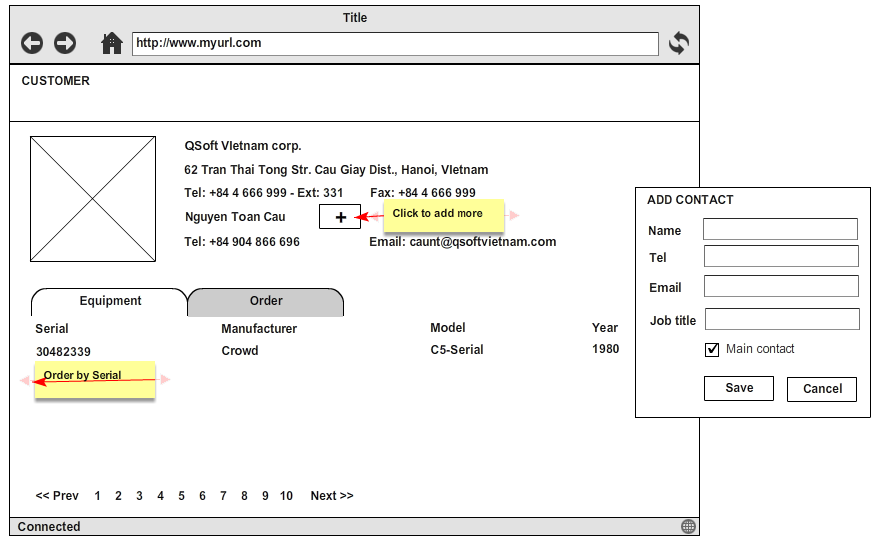 Title
http://www.myurl.com
CUSTOMER
QSoft VIetnam corp.
62 Tran Thai Tong Str. Cau Giay Dist., Hanoi, VIetnam
Tel: +84 4 666 999 - Ext: 331 Fax: +84 4 666 999
Nguyen Toan Cau + Click to add more
Tel: +84 904 866 696 Email: caunt@qsoftvietnam.com
Equipment Order
Serial Manufacturer Model Year
30482339 Crowd C5-Serial 1980
Order by Serial
<< Prev 1 2 3 4 5 6 7 8 9 10 Next >>
Connected
ADD CONTACT
Name
Tel
Email
Job title
Main contact
Save Cancel